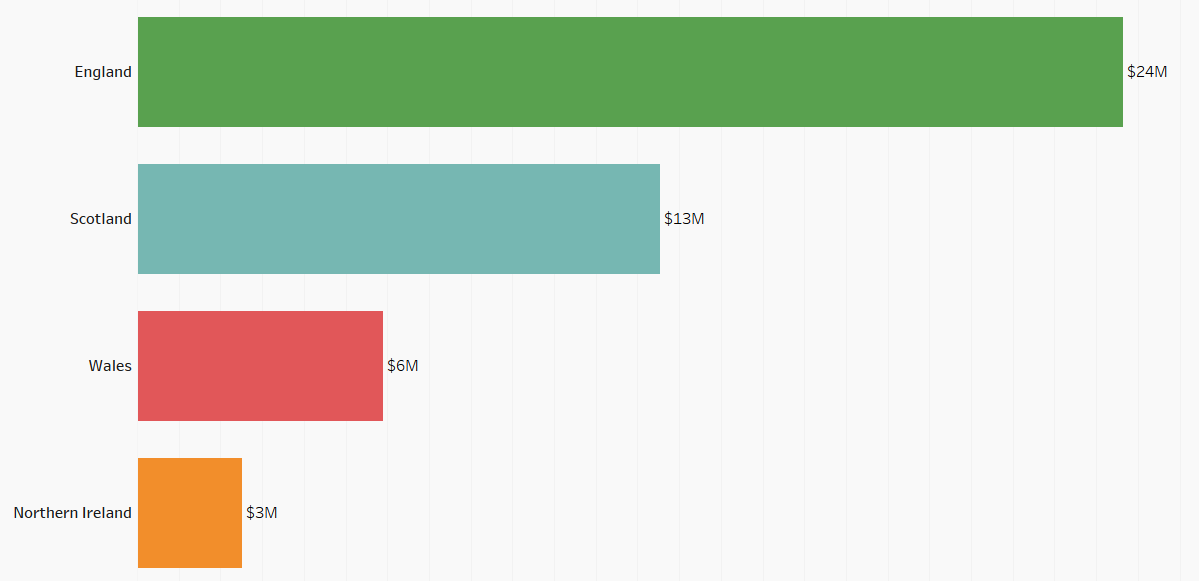 England $24M
Scotland $13M
Wales $6M
Northern Ireland $3M